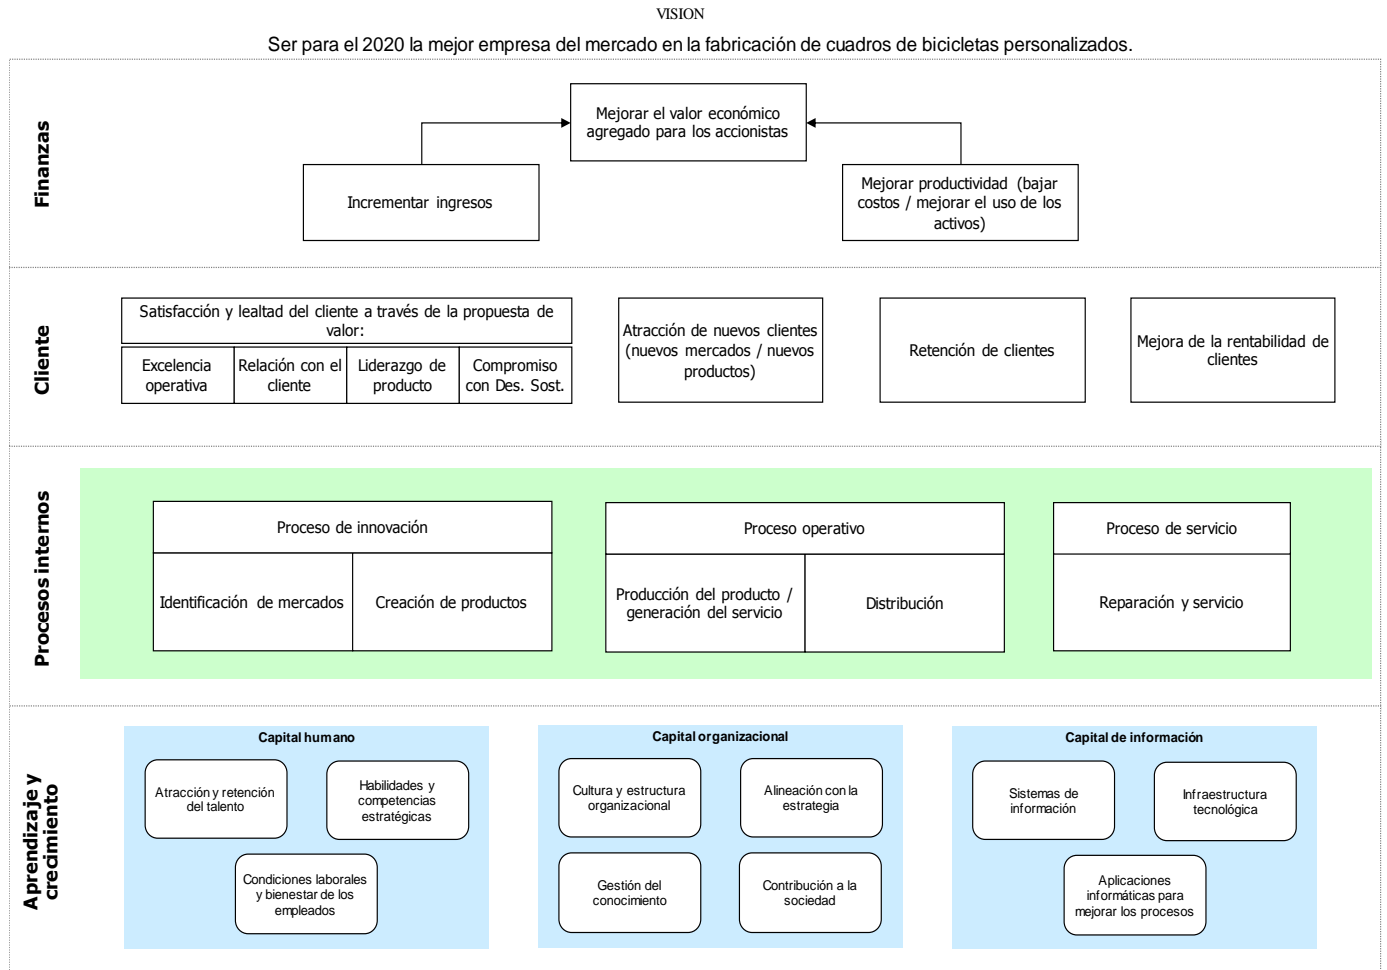 VISION
Ser para el 2020 la mejor empresa del mercado en la fabricación de cuadros de bicicletas personalizados.
Finanzas
Mejorar el valor económico
agregado para los accionistas
Incrementar ingresos
Mejorar productividad (bajar
costos / mejorar el uso de los
activos)
Cliente
Satisfacción y lealtad del cliente a través de la propuesta de
valor:
Excelencia
operativa
Relación con el
cliente
Liderazgo de
producto
Compromiso
con Des. Sost.
Atracción de nuevos clientes
(nuevos mercados / nuevos
productos)
Retención de clientes
Mejora de la rentabilidad de
clientes
Procesos internos
Proceso de innovación
Identificación de mercados
Creación de productos
Proceso operativo
Producción del producto /
generación del servicio
Distribución
Proceso de servicio
Reparación y servicio
Aprendizaje y
crecimiento
Capital humano
Atracción y retención
del talento
Habilidades y
competencias
estratégicas
Condiciones laborales
y bienestar de los
empleados
Capital organizacional
Cultura y estructura
organizacional
Alineación con la
estrategia
Gestión del
conocimiento
Contribución a la
sociedad
Capital de información
Sistemas de
información
Infraestructura
tecnológica
Aplicaciones
informáticas para
mejorar los procesos